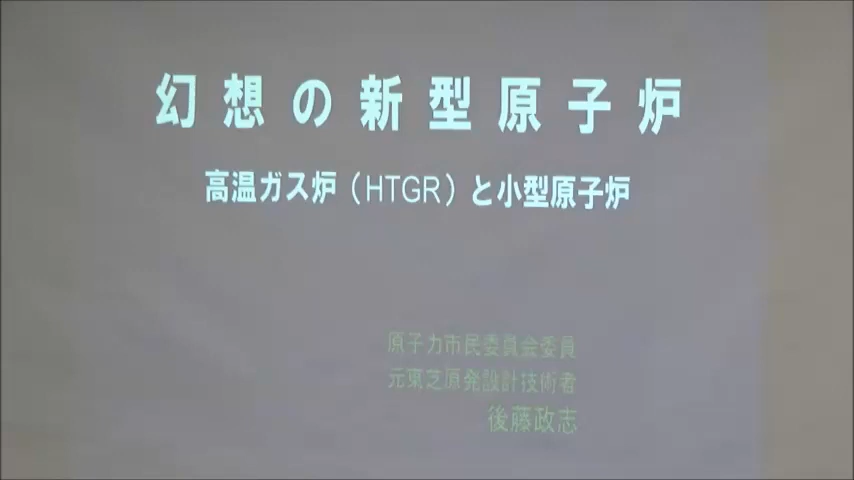 幻想の新型原子炉
高温ガス炉（HTGR）と小型原子炉
原子力市民委員会委員
元東芝原発設計技術者
後藤政志